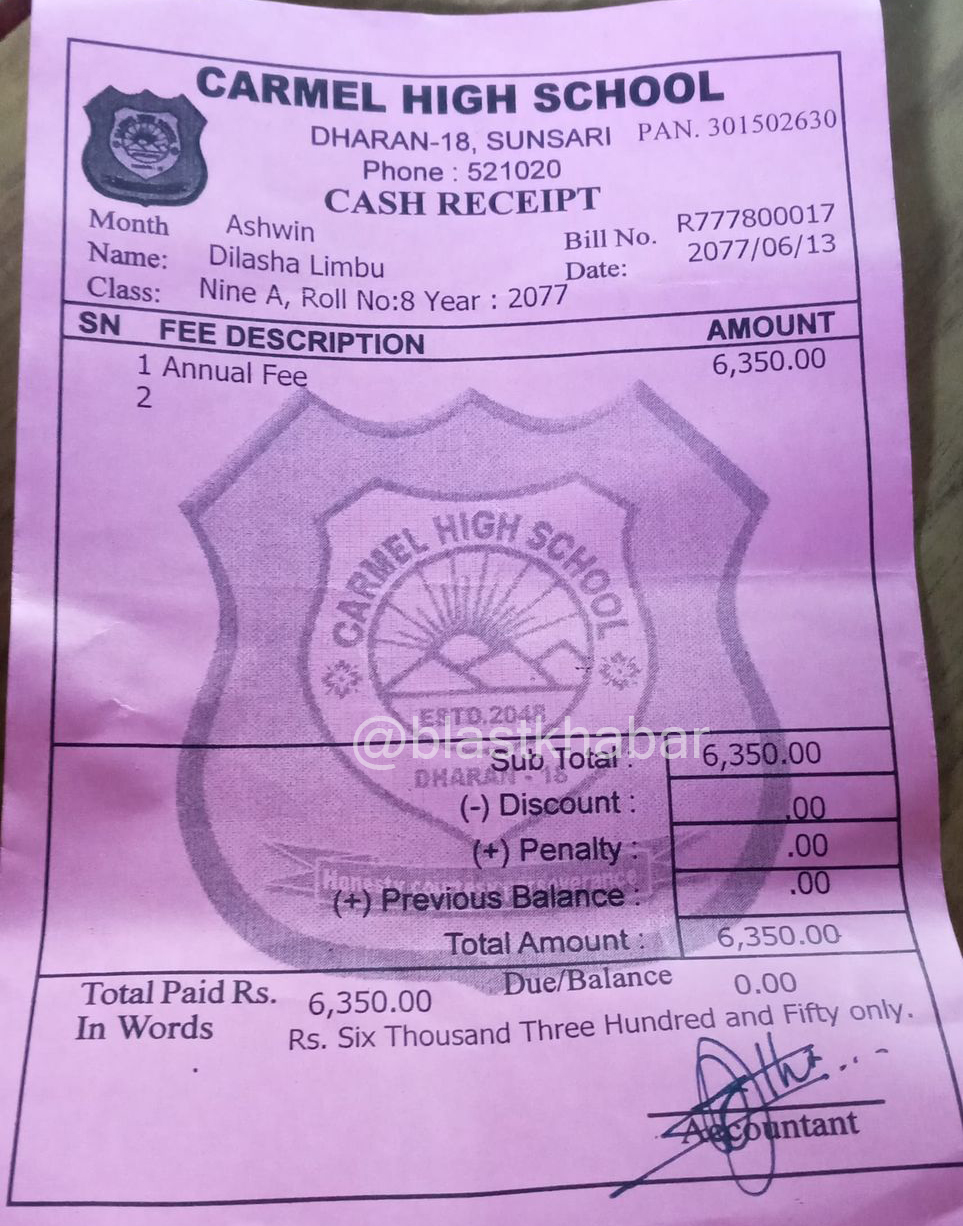 CARMEL HIGH SCHOOL
DHARAN-18, SUNSARI PAN. 301502630
Phone : 521020
CASH RECEIPT
Month Ashwin Bill No. R777800017
Name: Dilasha Limbu Date: 2077/06/13
Class: Nine A, Roll No:8 Year : 2077
SN FEE DESCRIPTION AMOUNT
1 Annual Fee 6,350.00
2
CARMEL HIGH SCHOOL
ESTD.2048
@blastkhabar
DHARAN - 18
Sub Total : 6,350.00
(-) Discount : .00
(+) Penalty : .00
Honesty
(+) Previous Balance : .00
Total Amount : 6,350.00
Total Paid Rs. 6,350.00 Due/Balance 0.00
In Words Rs. Six Thousand Three Hundred and Fifty only.
Accountant